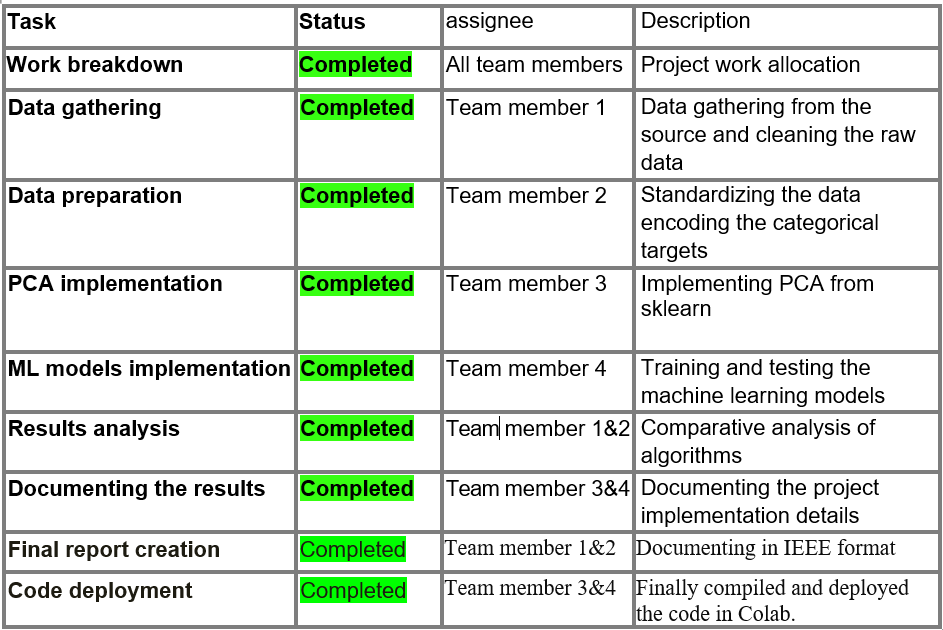 Task Status assignee Description
Work breakdown Completed All team members Project work allocation
Data gathering Completed Team member 1 Data gathering from the
source and cleaning the raw
data
Data preparation Completed Team member 2 Standardizing the data
encoding the categorical
targets
PCA implementation Completed Team member 3 Implementing PCA from
sklearn
ML models implementation Completed Team member 4 Training and testing the
machine learning models
Results analysis Completed Team member 1&2 Comparative analysis of
algorithms
Documenting the results Completed Team member 3&4 Documenting the project
implementation details
Final report creation Completed Team member 1&2 Documenting in IEEE format
Code deployment Completed Team member 3&4 Finally compiled and deployed
the code in Colab.